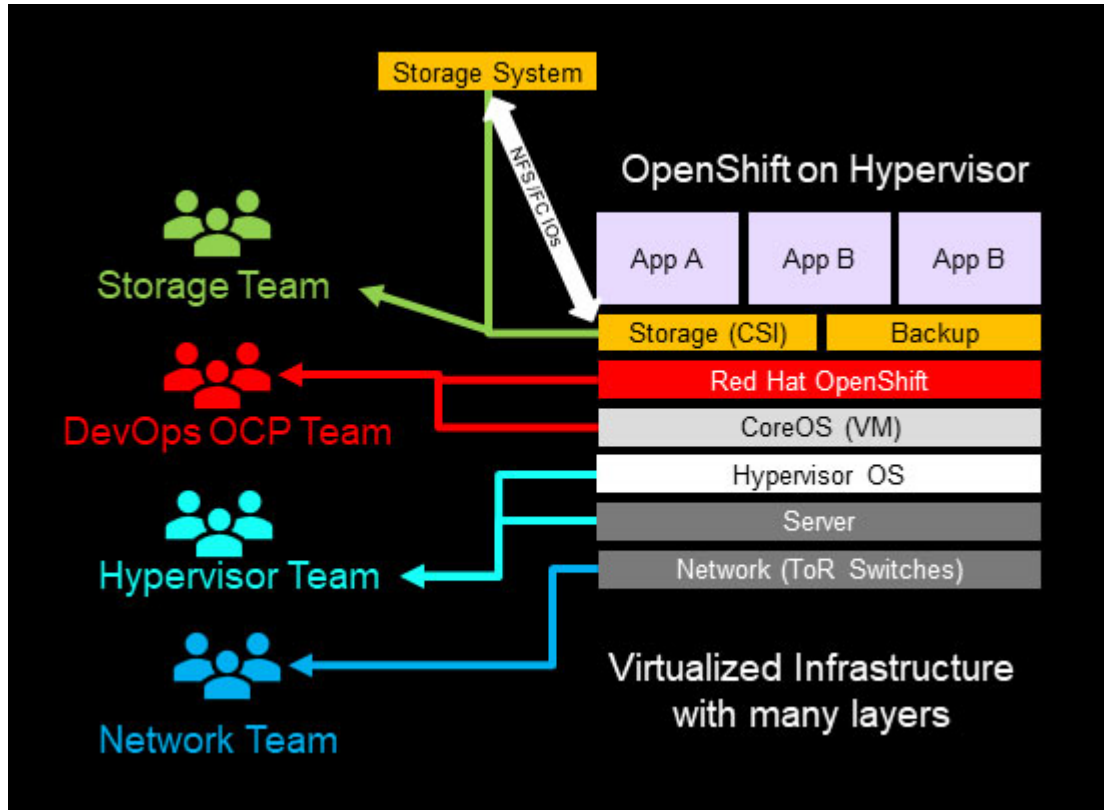 Storage System
NFS /FC IOs
OpenShift on Hypervisor
App A
App B
App B
Storage Team
Storage (CSI)
Backup
Red Hat OpenShift
DevOps OCP Team
CoreOS (VM)
Hypervisor OS
Server
Hypervisor Team
Network (ToR Switches)
Virtualized Infrastructure
with many layers
Network Team